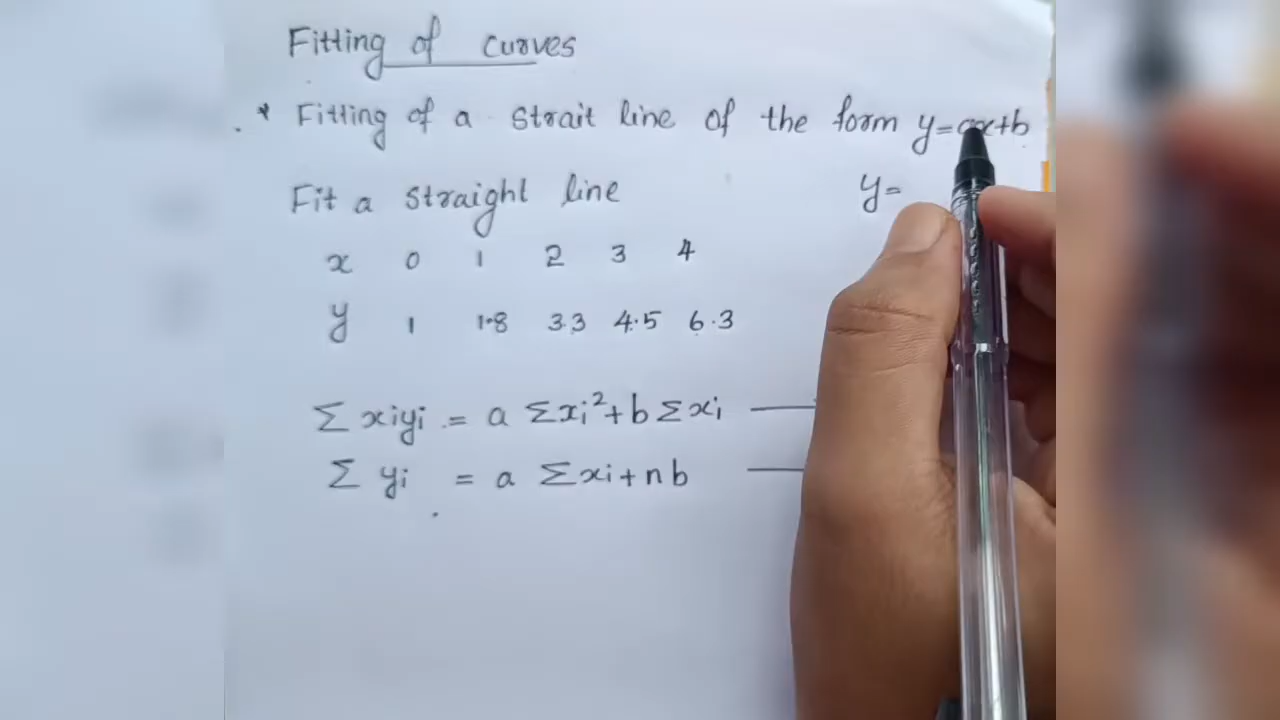 Fitting of curves
* Fitting of a strait line of the form y=ax+b
Fit a straight line y=
x 0 1 2 3 4
y 1 1.8 3.3 4.5 6.3
Σ xiyi = a Σxi²+b Σxi
Σ yi = a Σxi+nb